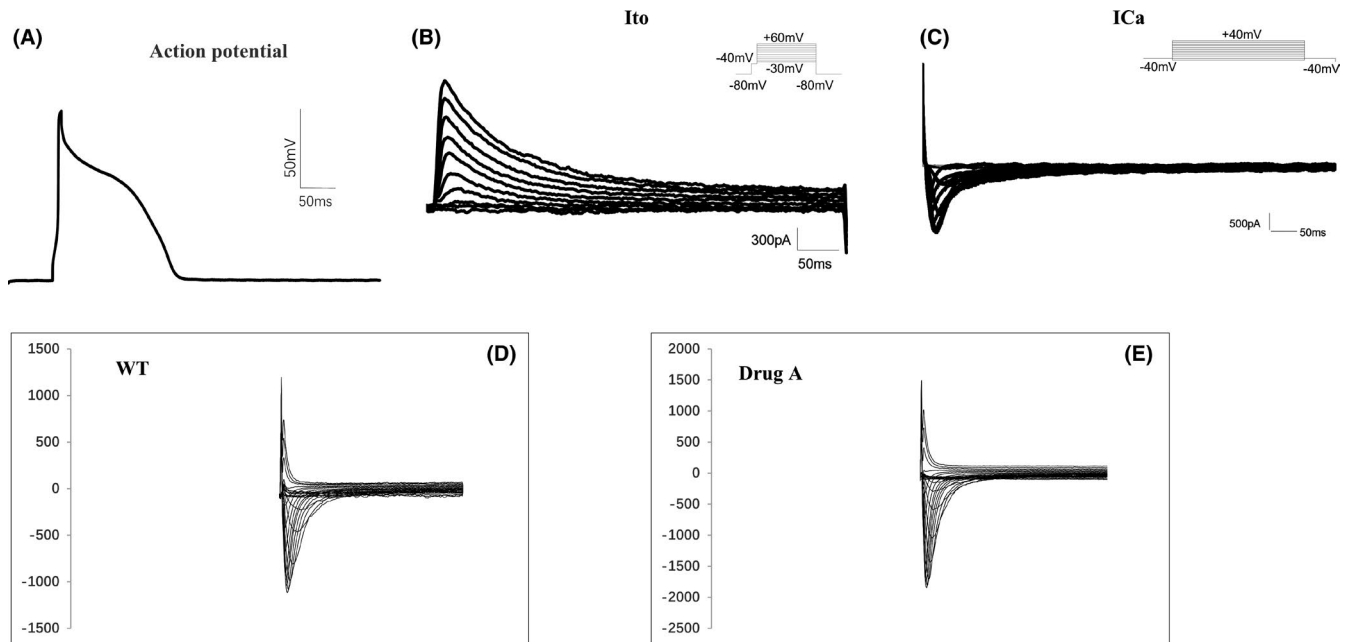 (A)
Action potential
50mV
50ms
Ito
(B)
+60mV
-40mV
-30mV
-80mV
-80mV
300pA
50ms
ICa
(C)
+40mV
-40mV
-40mV
500pA
50ms
WT
(D)
1500
1000
500
0
-500
-1000
-1500
Drug A
(E)
2000
1500
1000
500
0
-500
-1000
-1500
-2000
-2500